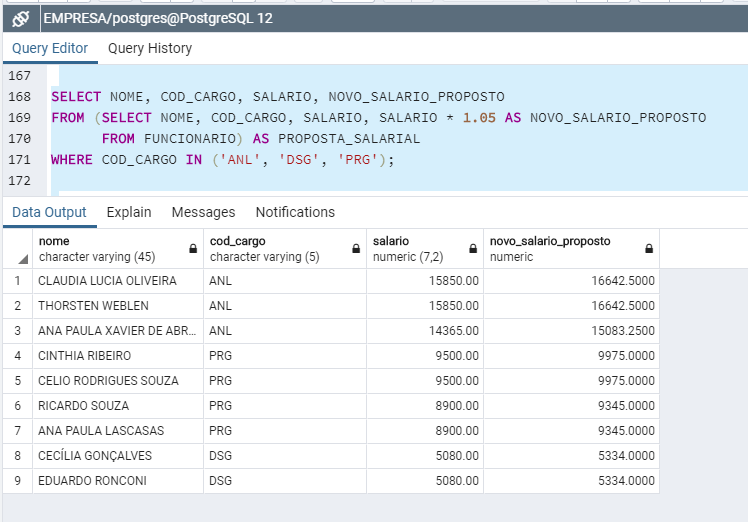 EMPRESA/postgres@PostgreSQL 12
Query Editor Query History
167
168 SELECT NOME, COD_CARGO, SALARIO, NOVO_SALARIO_PROPOSTO
169 FROM (SELECT NOME, COD_CARGO, SALARIO, SALARIO * 1.05 AS NOVO_SALARIO_PROPOSTO
170 FROM FUNCIONARIO) AS PROPOSTA_SALARIAL
171 WHERE COD_CARGO IN ('ANL', 'DSG', 'PRG');
172
Data Output Explain Messages Notifications
nome cod_cargo salario novo_salario_proposto
character varying (45) character varying (5) numeric (7,2) numeric
1 CLAUDIA LUCIA OLIVEIRA ANL 15850.00 16642.5000
2 THORSTEN WEBLEN ANL 15850.00 16642.5000
3 ANA PAULA XAVIER DE ABR... ANL 14365.00 15083.2500
4 CINTHIA RIBEIRO PRG 9500.00 9975.0000
5 CELIO RODRIGUES SOUZA PRG 9500.00 9975.0000
6 RICARDO SOUZA PRG 8900.00 9345.0000
7 ANA PAULA LASCASAS PRG 8900.00 9345.0000
8 CECÍLIA GONÇALVES DSG 5080.00 5334.0000
9 EDUARDO RONCONI DSG 5080.00 5334.0000